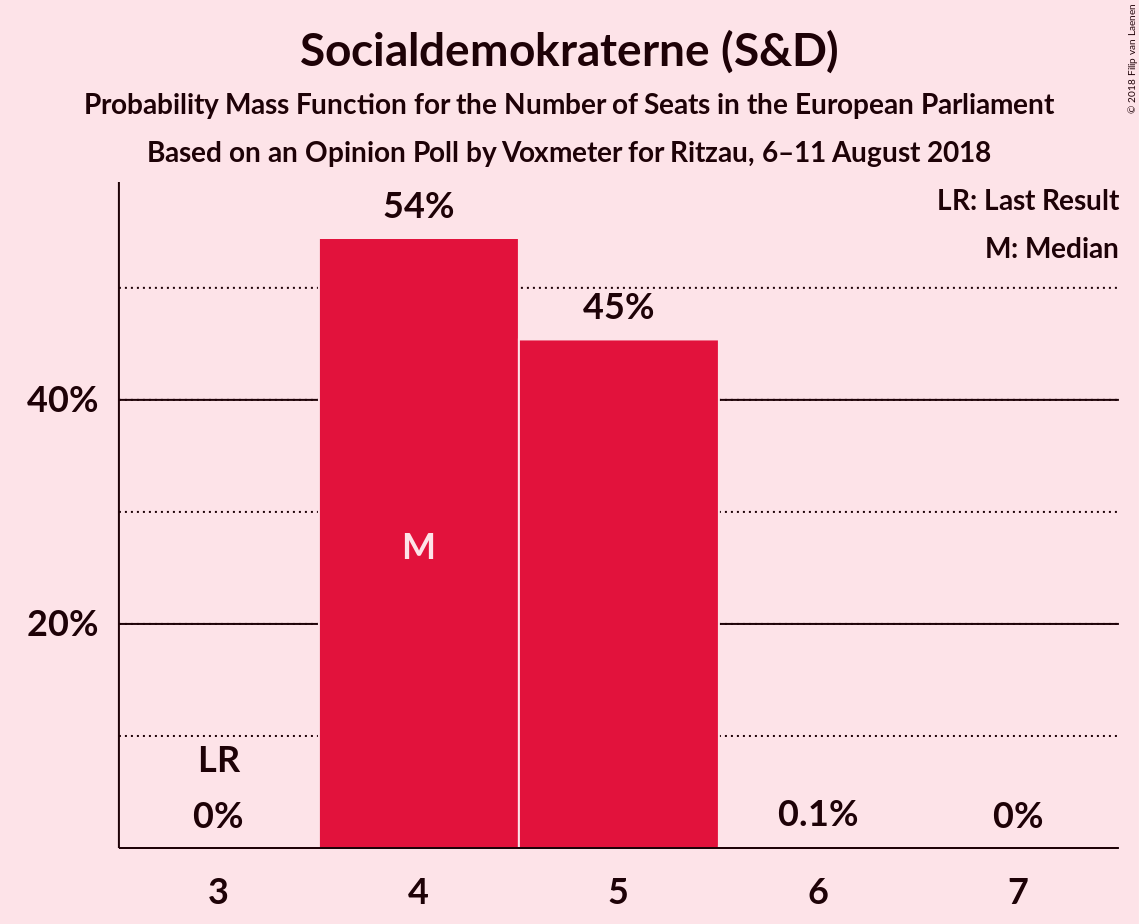 Socialdemokraterne (S&D)
Probability Mass Function for the Number of Seats in the European Parliament
Based on an Opinion Poll by Voxmeter for Ritzau, 6–11 August 2018
© 2018 Filip van Laenen
LR: Last Result
M: Median
54%
45%
40%
M
20%
LR
0%
0.1%
0%
3
4
5
6
7